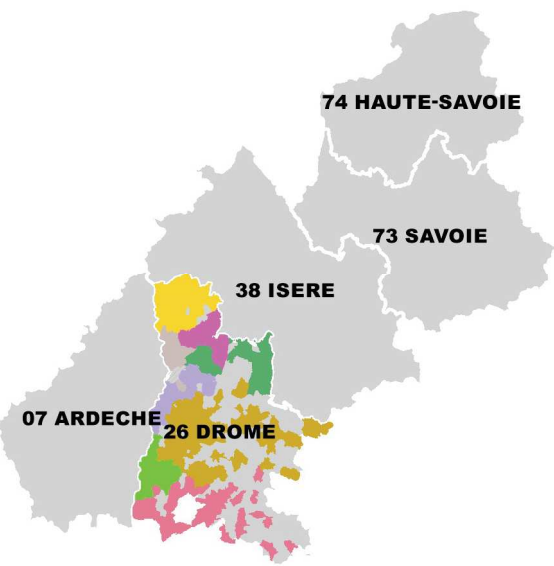 74 HAUTE-SAVOIE
73 SAVOIE
38 ISERE
07 ARDECHE
26 DROME